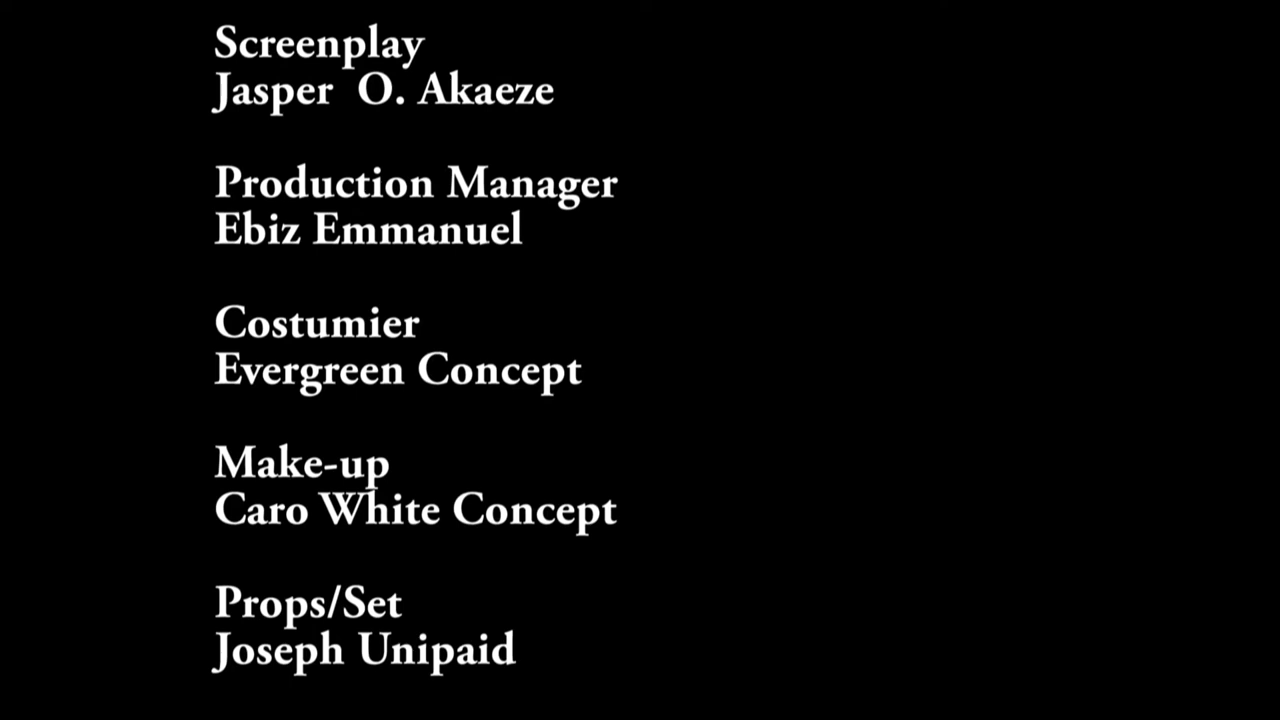 Screenplay
Jasper  O. Akaeze
Production Manager
Ebiz Emmanuel
Costumier
Evergreen Concept
Make-up
Caro White Concept
Props/Set
Joseph Unipaid